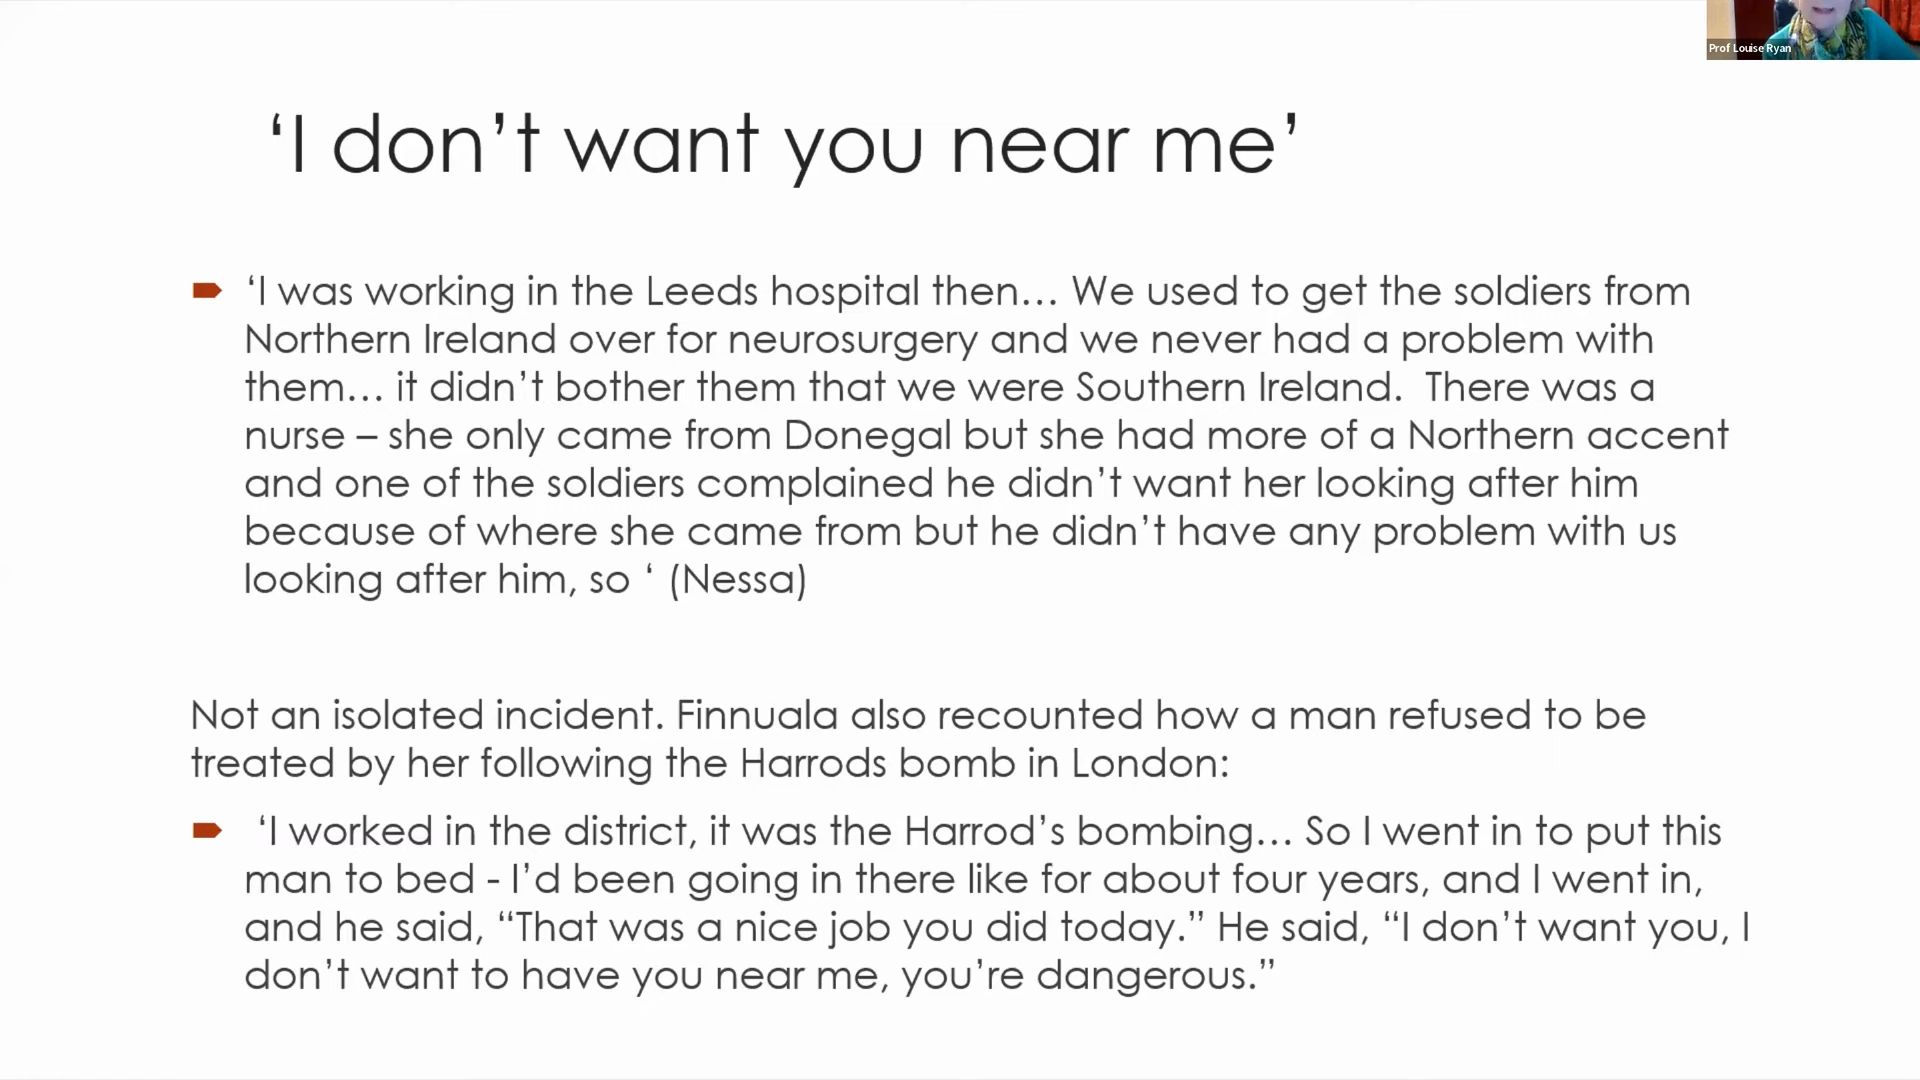 Prof Louise Ryan
‘I don’t want you near me’
‘I was working in the Leeds hospital then… We used to get the soldiers from
Northern Ireland over for neurosurgery and we never had a problem with
them… it didn’t bother them that we were Southern Ireland.  There was a
nurse – she only came from Donegal but she had more of a Northern accent
and one of the soldiers complained he didn’t want her looking after him
because of where she came from but he didn’t have any problem with us
looking after him, so ‘ (Nessa)
Not an isolated incident. Finnuala also recounted how a man refused to be
treated by her following the Harrods bomb in London:
‘I worked in the district, it was the Harrod’s bombing… So I went in to put this
man to bed - I’d been going in there like for about four years, and I went in,
and he said, “That was a nice job you did today.” He said, “I don’t want you, I
don’t want to have you near me, you’re dangerous.”